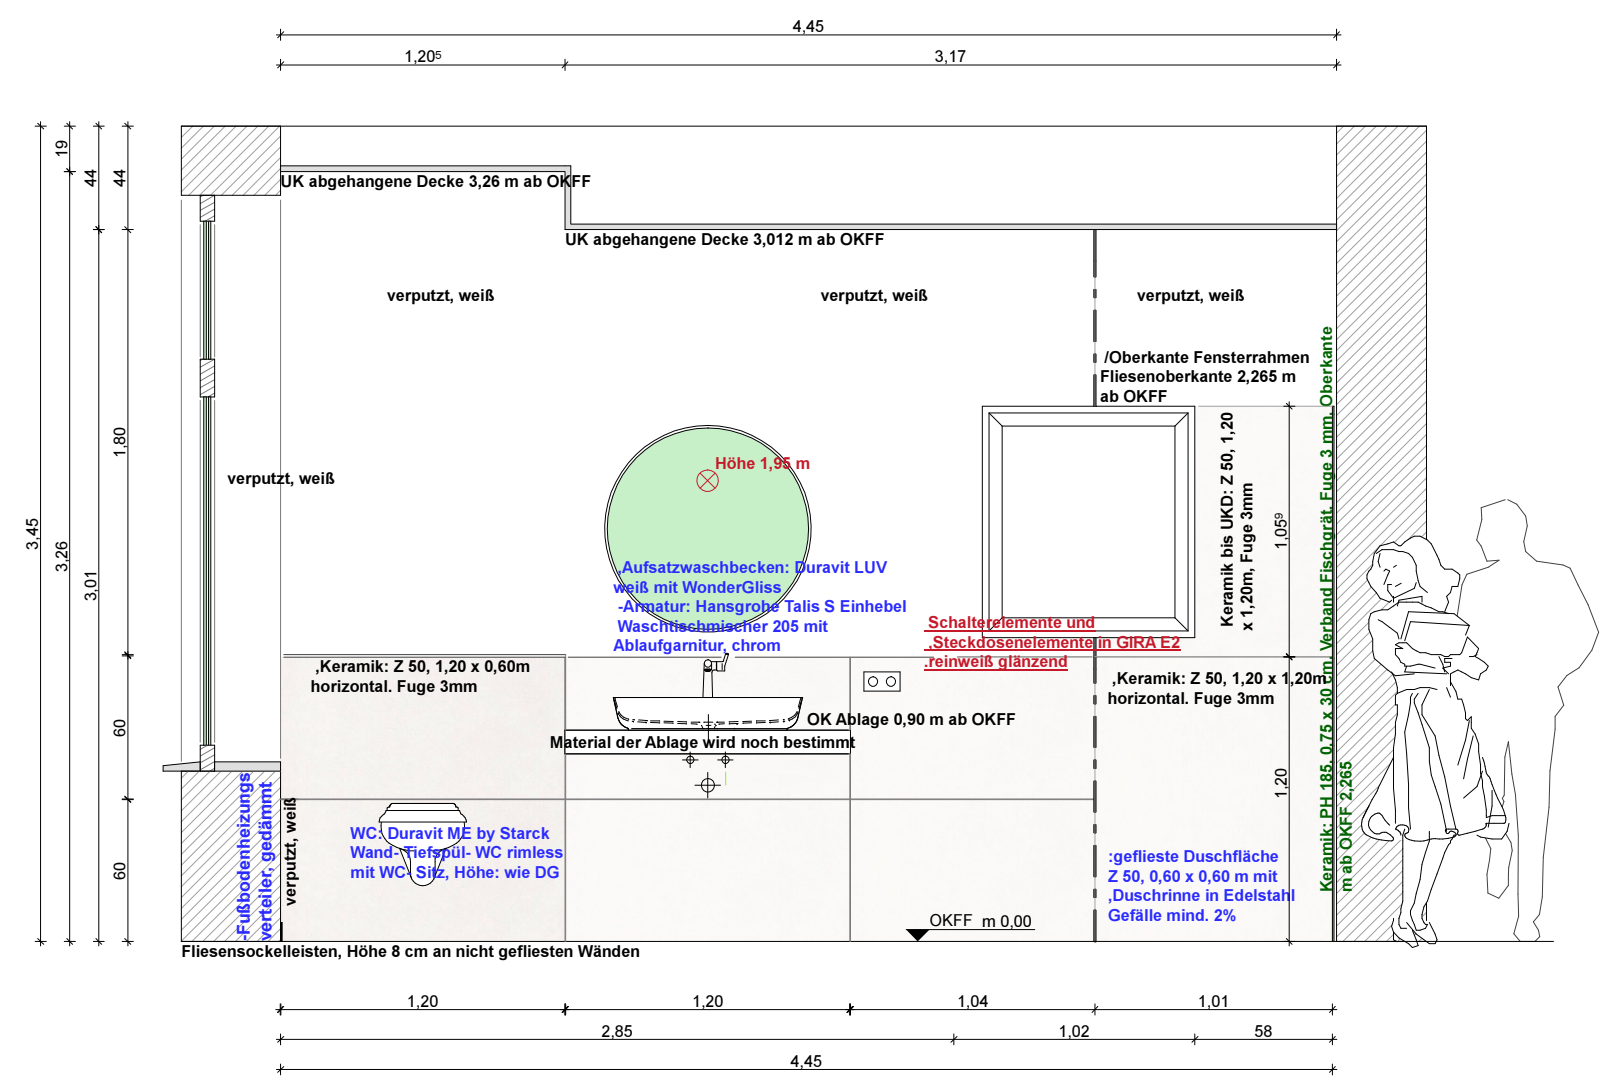 4,45
1,20⁵
3,17
19
44
44
3,45
3,26
3,01
1,80
60
60
UK abgehangene Decke 3,26 m ab OKFF
UK abgehangene Decke 3,012 m ab OKFF
verputzt, weiß
verputzt, weiß
verputzt, weiß
/Oberkante Fensterrahmen
Fliesenoberkante 2,265 m
ab OKFF
verputzt, weiß
Höhe 1,95 m
Keramik bis UKD: Z 50, 1,20
x 1,20m, Fuge 3mm
1,05⁹
Keramik: PH 185, 0,75 x 30 cm, Verband Fischgrät, Fuge 3 mm, Oberkante
m ab OKFF 2,265
,Aufsatzwaschbecken: Duravit LUV
weiß mit WonderGliss
-Armatur: Hansgrohe Talis S Einhebel
Waschtischmischer 205 mit
Ablaufgarnitur, chrom
Schalterelemente und
,Steckdosenelemente in GIRA E2
.reinweiß glänzend
,Keramik: Z 50, 1,20 x 0,60m
horizontal. Fuge 3mm
,Keramik: Z 50, 1,20 x 1,20m
horizontal. Fuge 3mm
OK Ablage 0,90 m ab OKFF
Material der Ablage wird noch bestimmt
1,20
-Fußbodenheizungs
verteiler, gedämmt
verputzt, weiß
WC: Duravit ME by Starck
Wand- Tiefspül- WC rimless
mit WC- Sitz, Höhe: wie DG
:geflieste Duschfläche
Z 50, 0,60 x 0,60 m mit
,Duschrinne in Edelstahl
Gefälle mind. 2%
OKFF m 0,00
Fliesensockelleisten, Höhe 8 cm an nicht gefliesten Wänden
1,20
1,20
1,04
1,01
2,85
1,02
58
4,45